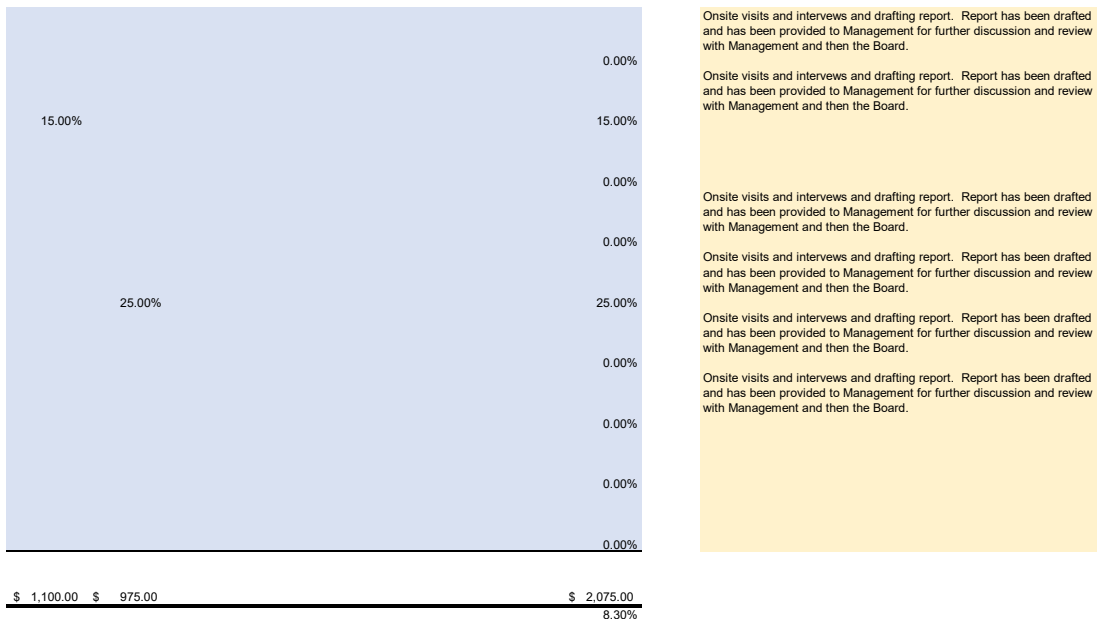 Onsite visits and intervews and drafting report.  Report has been drafted
and has been provided to Management for further discussion and review
with Management and then the Board.
0.00%
Onsite visits and intervews and drafting report.  Report has been drafted
and has been provided to Management for further discussion and review
with Management and then the Board.
15.00% 15.00%
0.00%
Onsite visits and intervews and drafting report.  Report has been drafted
and has been provided to Management for further discussion and review
with Management and then the Board.
0.00%
Onsite visits and intervews and drafting report.  Report has been drafted
and has been provided to Management for further discussion and review
with Management and then the Board.
25.00% 25.00%
Onsite visits and intervews and drafting report.  Report has been drafted
and has been provided to Management for further discussion and review
with Management and then the Board.
0.00%
Onsite visits and intervews and drafting report.  Report has been drafted
and has been provided to Management for further discussion and review
with Management and then the Board.
0.00%
0.00%
0.00%
$ 1,100.00 $ 975.00 $ 2,075.00
8.30%